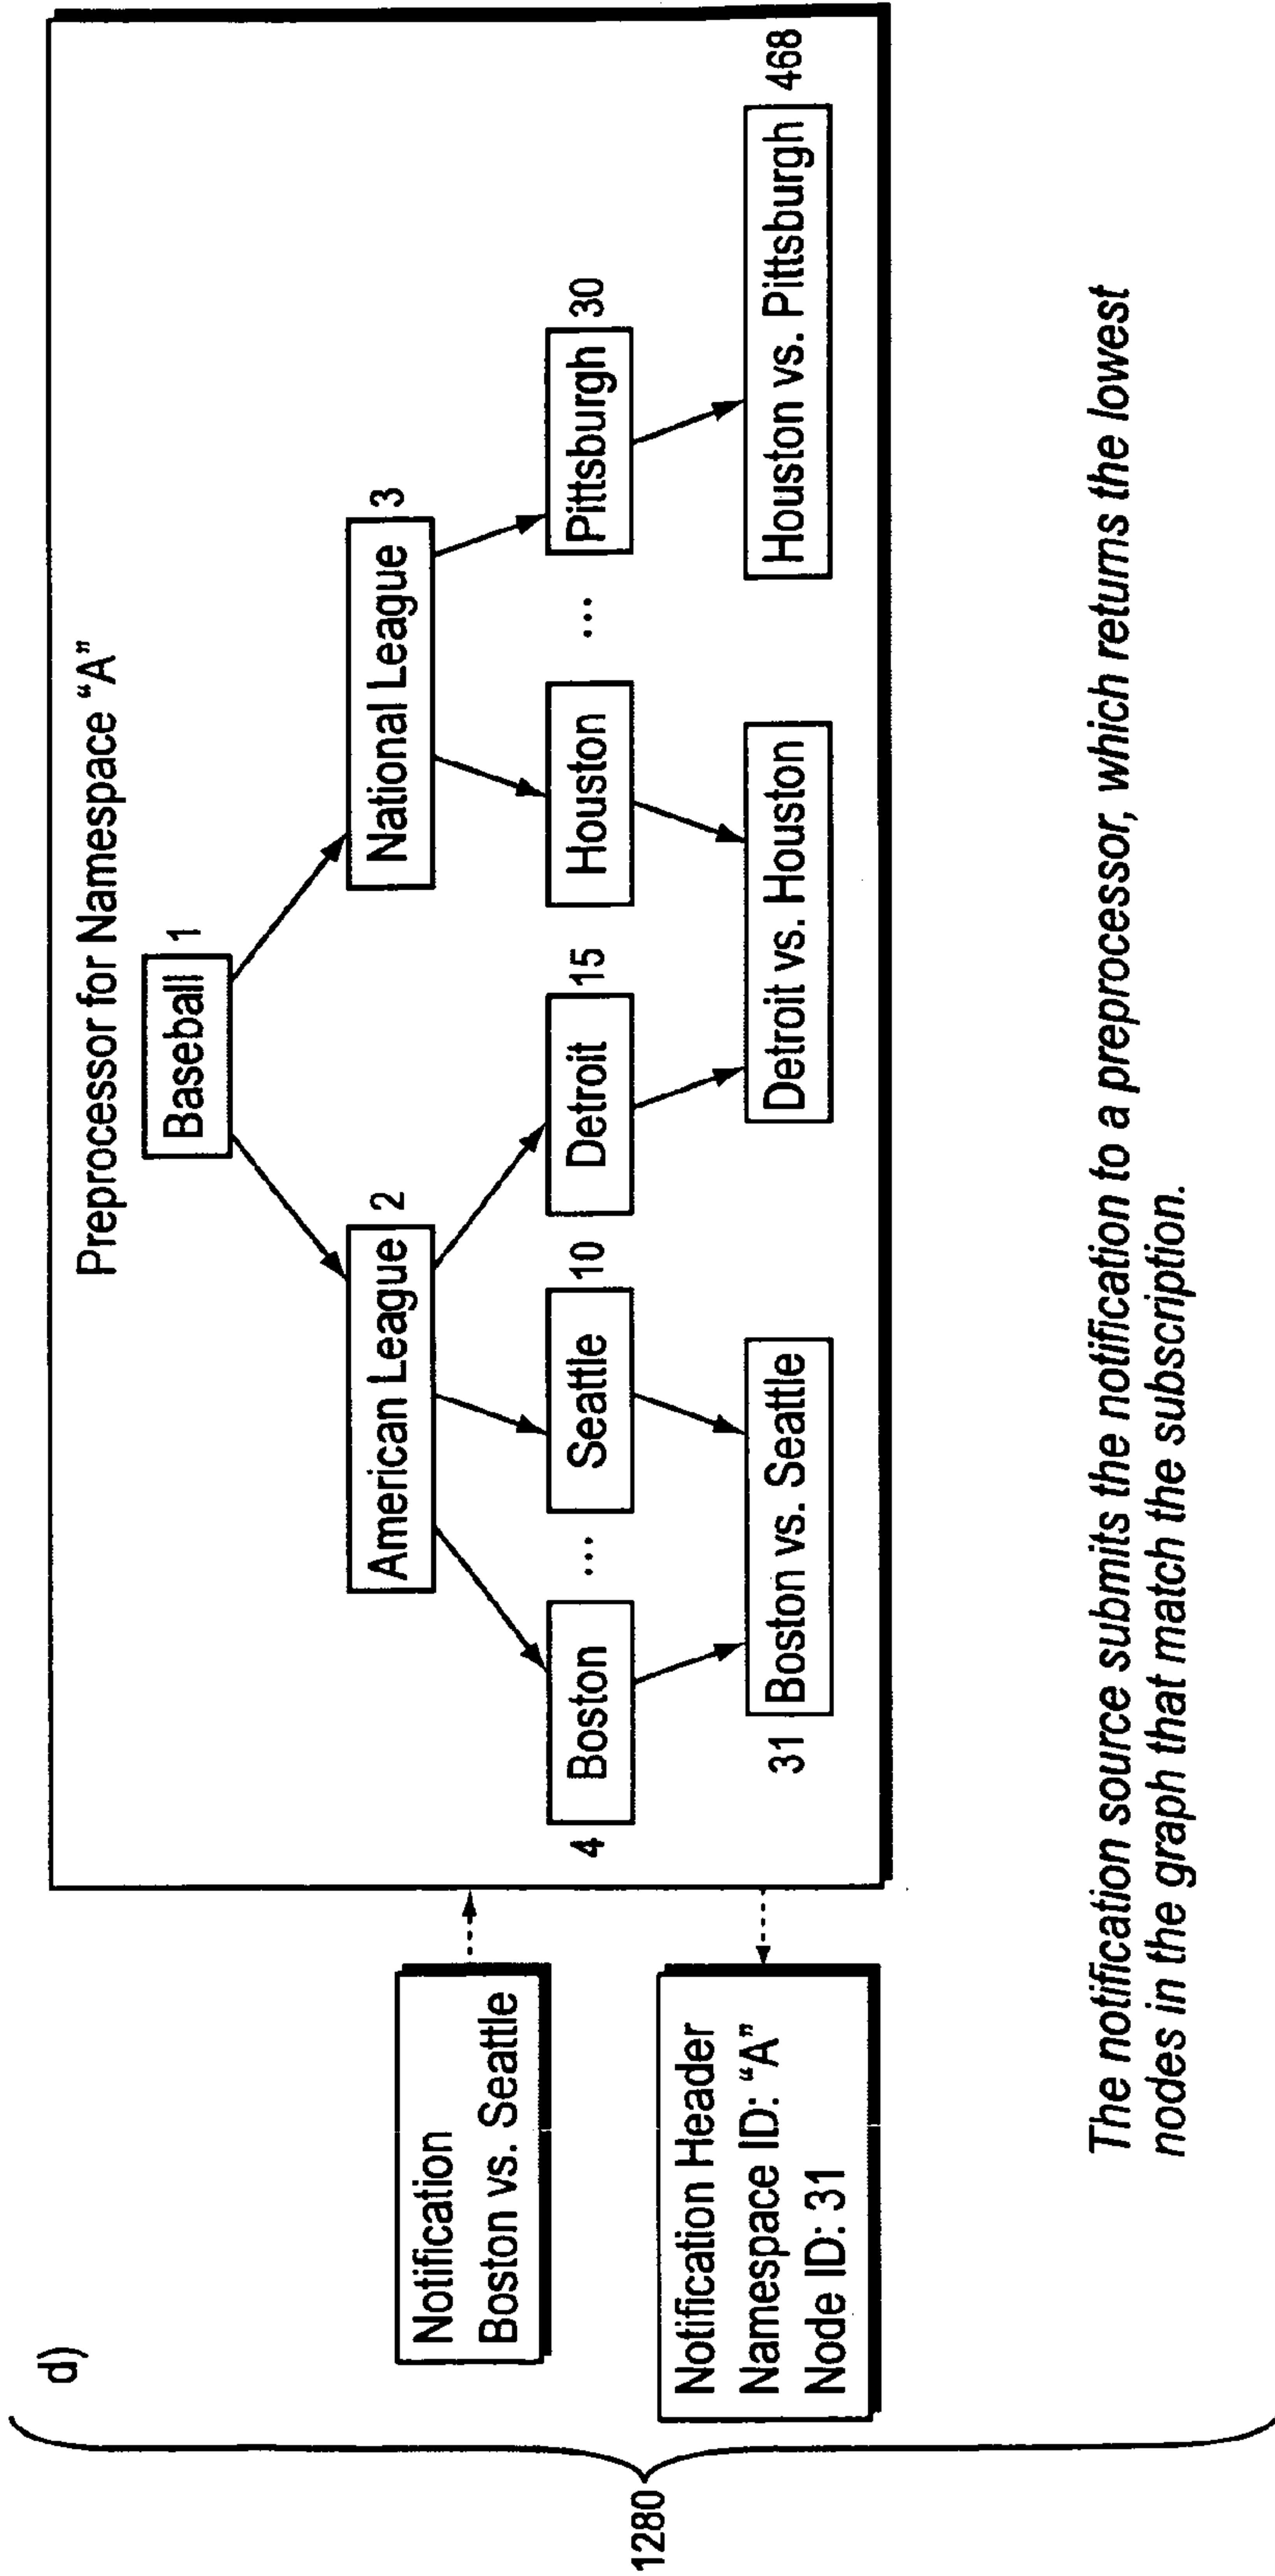 d)
1280
Preprocessor for Namespace “A”
Baseball 1
American League 2
National League 3
4 Boston
...
Seattle 10
Detroit 15
Houston
...
Pittsburgh 30
31 Boston vs. Seattle
Detroit vs. Houston
Houston vs. Pittsburgh 468
Notification
Boston vs. Seattle
Notification Header
Namespace ID: “A”
Node ID: 31
The notification source submits the notification to a preprocessor, which returns the lowest
nodes in the graph that match the subscription.